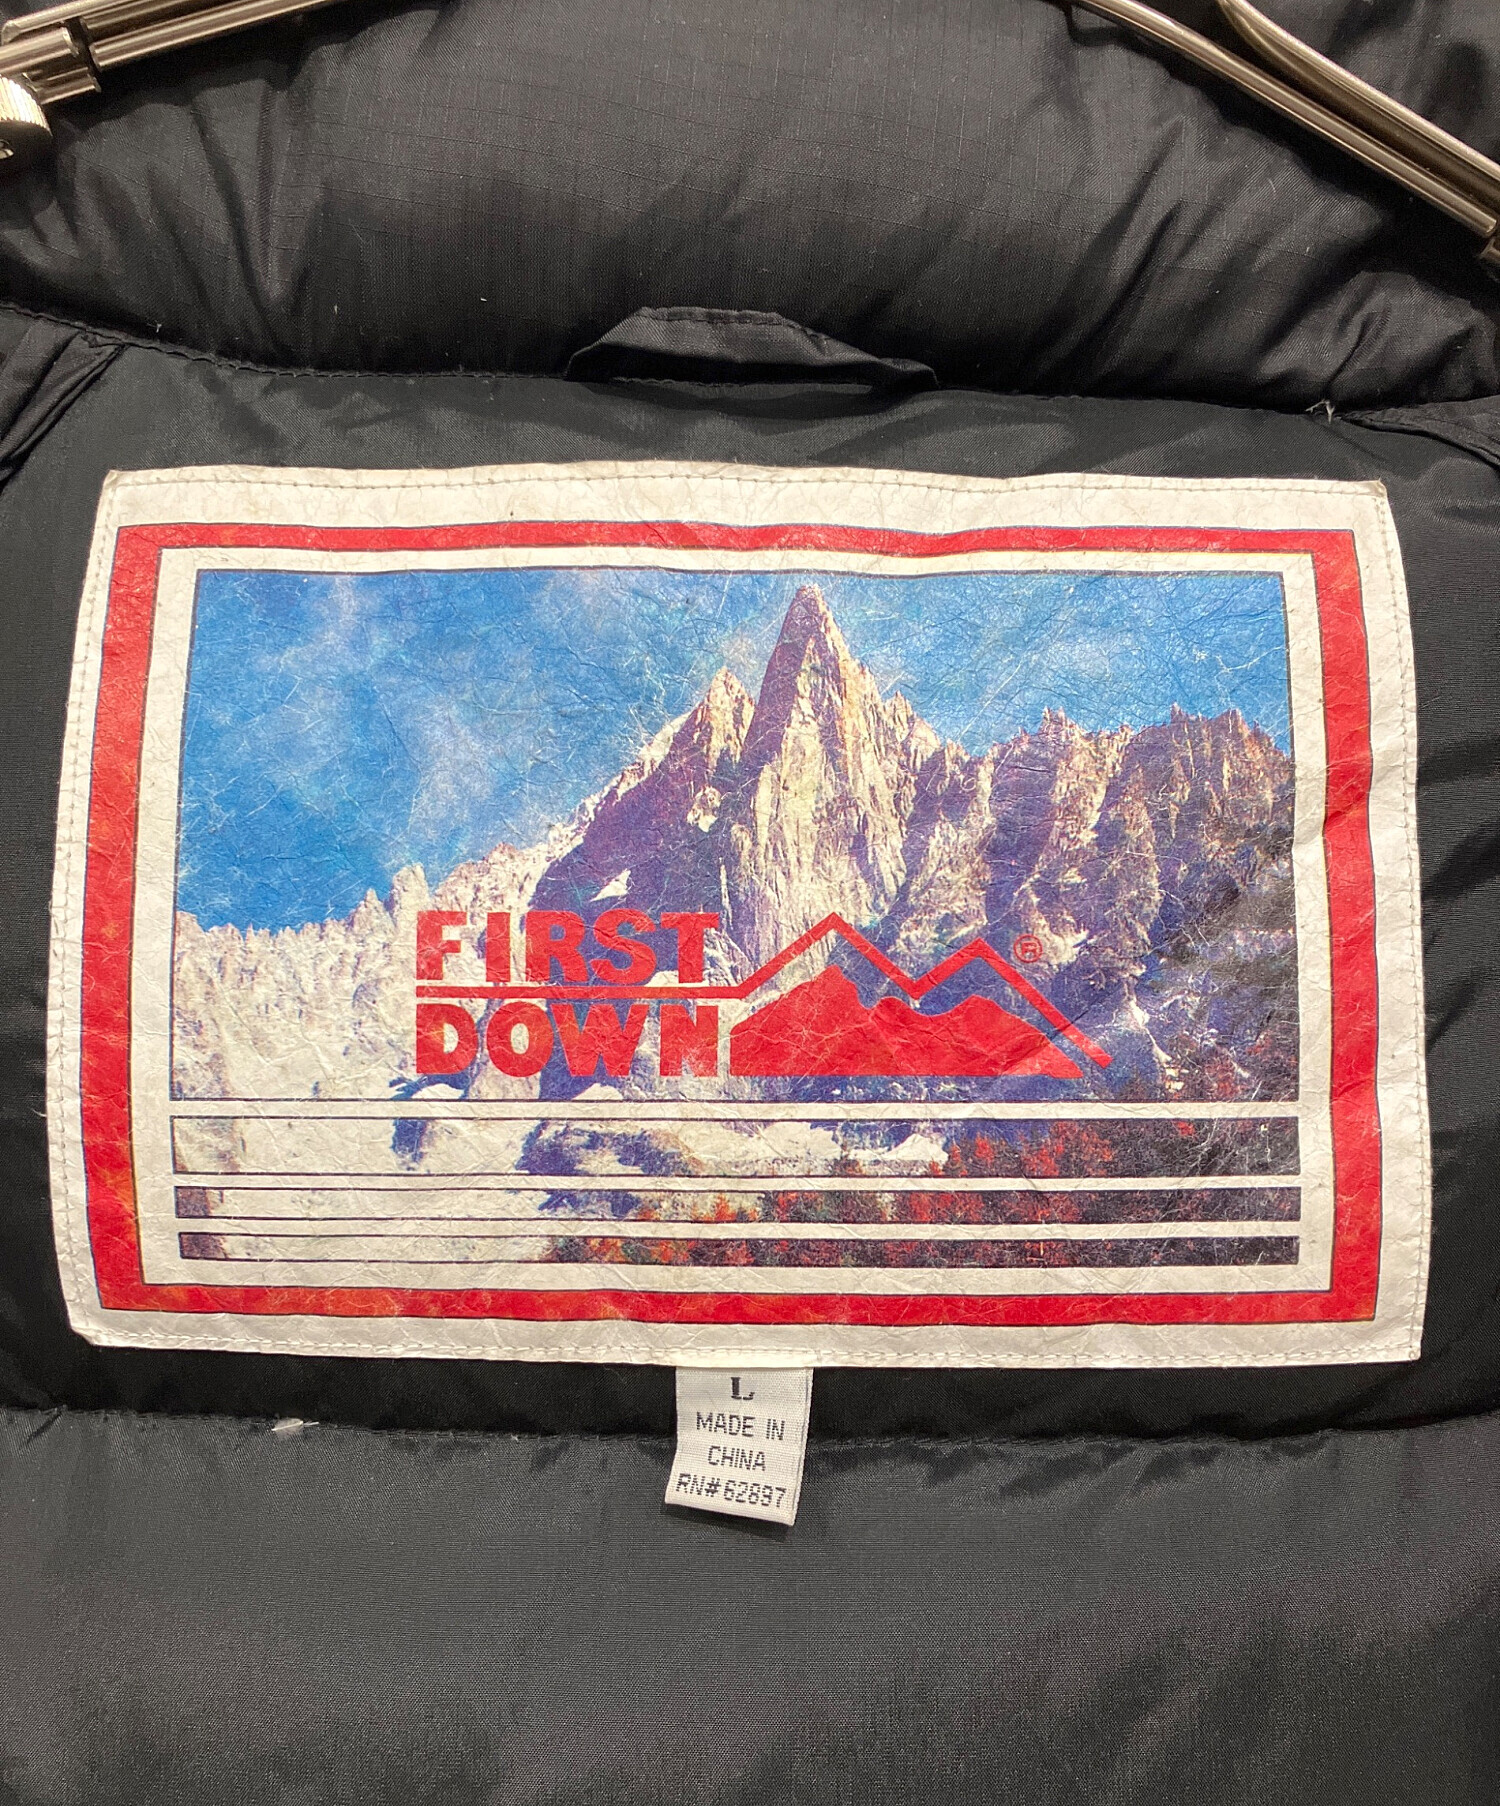 FIRST
DOWN
®
L
MADE IN
CHINA
RN# 62897